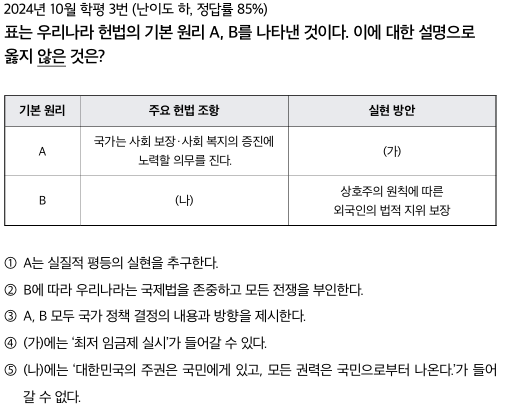 2024년 10월 학평 3번 (난이도 하, 정답률 85%)
표는 우리나라 헌법의 기본 원리 A, B를 나타낸 것이다. 이에 대한 설명으로
옳지 않은 것은?
기본 원리 주요 헌법 조항 실현 방안
A 국가는 사회 보장·사회 복지의 증진에
노력할 의무를 진다. (가)
B (나) 상호주의 원칙에 따른
외국인의 법적 지위 보장
① A는 실질적 평등의 실현을 추구한다.
② B에 따라 우리나라는 국제법을 존중하고 모든 전쟁을 부인한다.
③ A, B 모두 국가 정책 결정의 내용과 방향을 제시한다.
④ (가)에는 ‘최저 임금제 실시’가 들어갈 수 있다.
⑤ (나)에는 ‘대한민국의 주권은 국민에게 있고, 모든 권력은 국민으로부터 나온다.’가 들어
갈 수 없다.